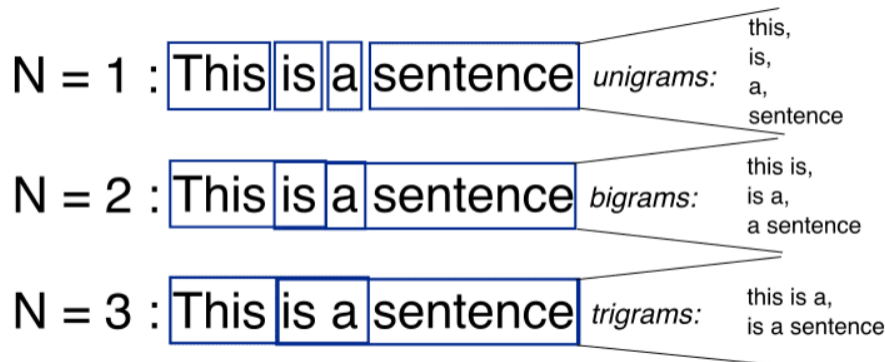 N = 1 : This is a sentence unigrams:
this,
is,
a,
sentence
N = 2 : This is a sentence bigrams:
this is,
is a,
a sentence
N = 3 : This is a sentence trigrams:
this is a,
is a sentence